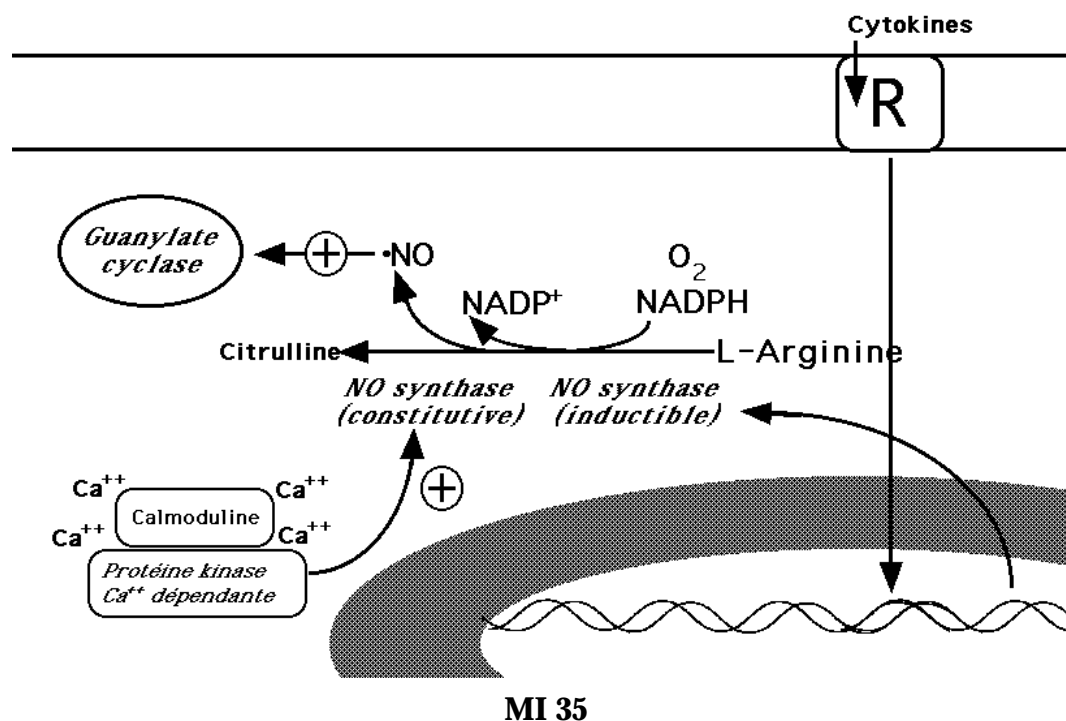 Cytokines
R
Guanylate
cyclase
+
•NO
O₂
NADP⁺
NADPH
Citrulline
L-Arginine
NO synthase
(constitutive)
NO synthase
(inductible)
Ca⁺⁺
Ca⁺⁺
Calmoduline
+
Ca⁺⁺
Ca⁺⁺
Protéine kinase
Ca⁺⁺ dépendante
MI 35